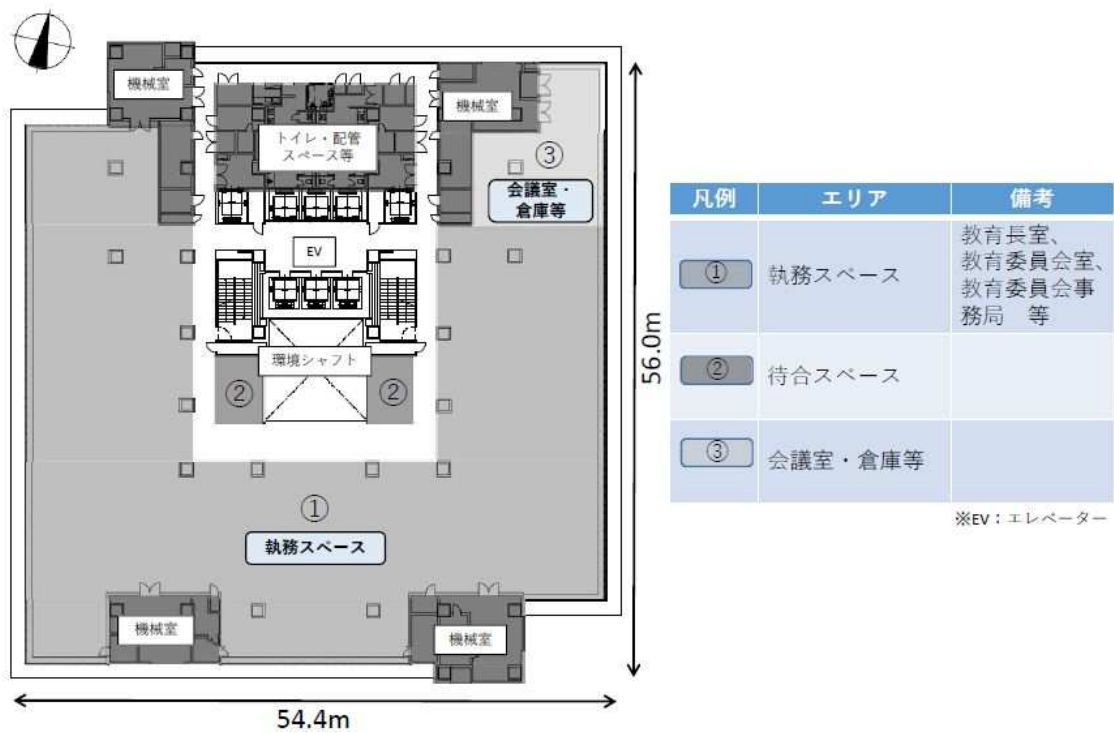 機械室
機械室
トイレ・配管
スペース等
③
会議室・
倉庫等
EV
環境シャフト
②
②
①
執務スペース
機械室
機械室
56.0m
54.4m
凡例
エリア
備考
①
執務スペース
教育長室、
教育委員会室、
教育委員会事
務局　等
②
待合スペース
③
会議室・倉庫等
※EV：エレベーター